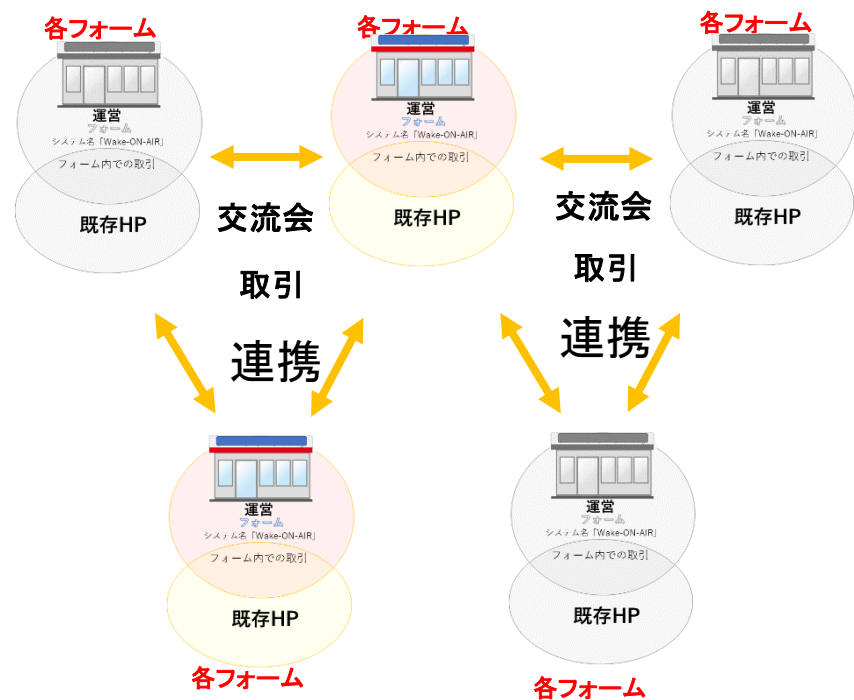 各フォーム
運営
フォーム
システム名「Wake-ON-AIR」
フォーム内での取引
既存HP
各フォーム
運営
フォーム
システム名「Wake-ON-AIR」
フォーム内での取引
既存HP
各フォーム
運営
フォーム
システム名「Wake-ON-AIR」
フォーム内での取引
既存HP
交流会
取引
連携
交流会
取引
連携
運営
フォーム
システム名「Wake-ON-AIR」
フォーム内での取引
既存HP
各フォーム
運営
フォーム
システム名「Wake-ON-AIR」
フォーム内での取引
既存HP
各フォーム